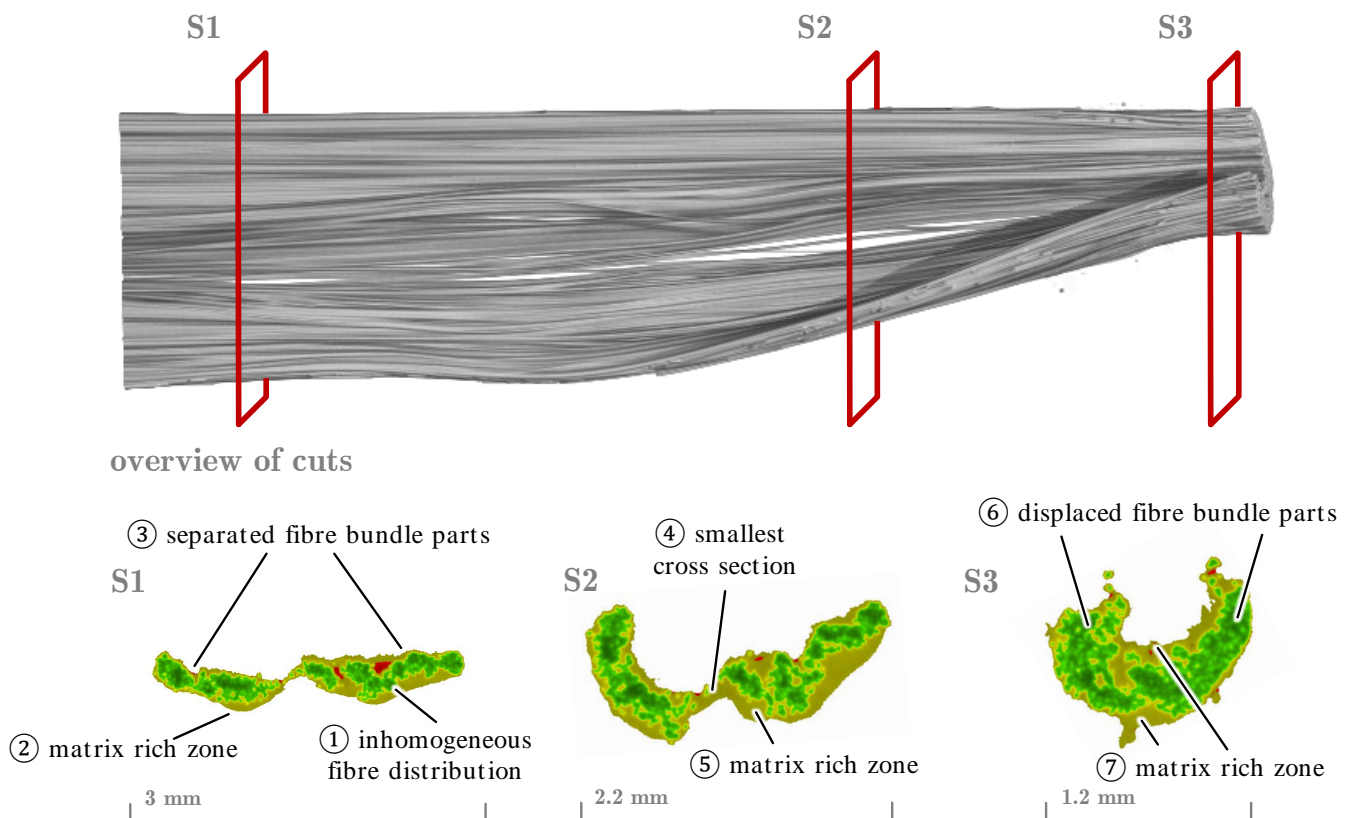 S1
S2
S3
overview of cuts
③ separated fibre bundle parts
S1
② matrix rich zone
① inhomogeneous
fibre distribution
3 mm
④ smallest
cross section
S2
⑤ matrix rich zone
2.2 mm
⑥ displaced fibre bundle parts
S3
⑦ matrix rich zone
1.2 mm